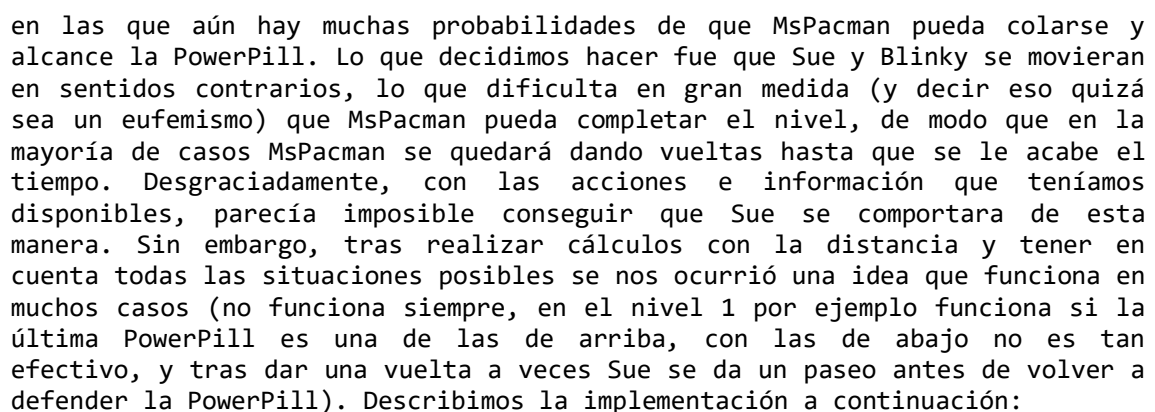 en las que aún hay muchas probabilidades de que MsPacman pueda colarse y
alcance la PowerPill. Lo que decidimos hacer fue que Sue y Blinky se movieran
en sentidos contrarios, lo que dificulta en gran medida (y decir eso quizá
sea un eufemismo) que MsPacman pueda completar el nivel, de modo que en la
mayoría de casos MsPacman se quedará dando vueltas hasta que se le acabe el
tiempo. Desgraciadamente, con las acciones e información que teníamos
disponibles, parecía imposible conseguir que Sue se comportara de esta
manera. Sin embargo, tras realizar cálculos con la distancia y tener en
cuenta todas las situaciones posibles se nos ocurrió una idea que funciona en
muchos casos (no funciona siempre, en el nivel 1 por ejemplo funciona si la
última PowerPill es una de las de arriba, con las de abajo no es tan
efectivo, y tras dar una vuelta a veces Sue se da un paseo antes de volver a
defender la PowerPill). Describimos la implementación a continuación: